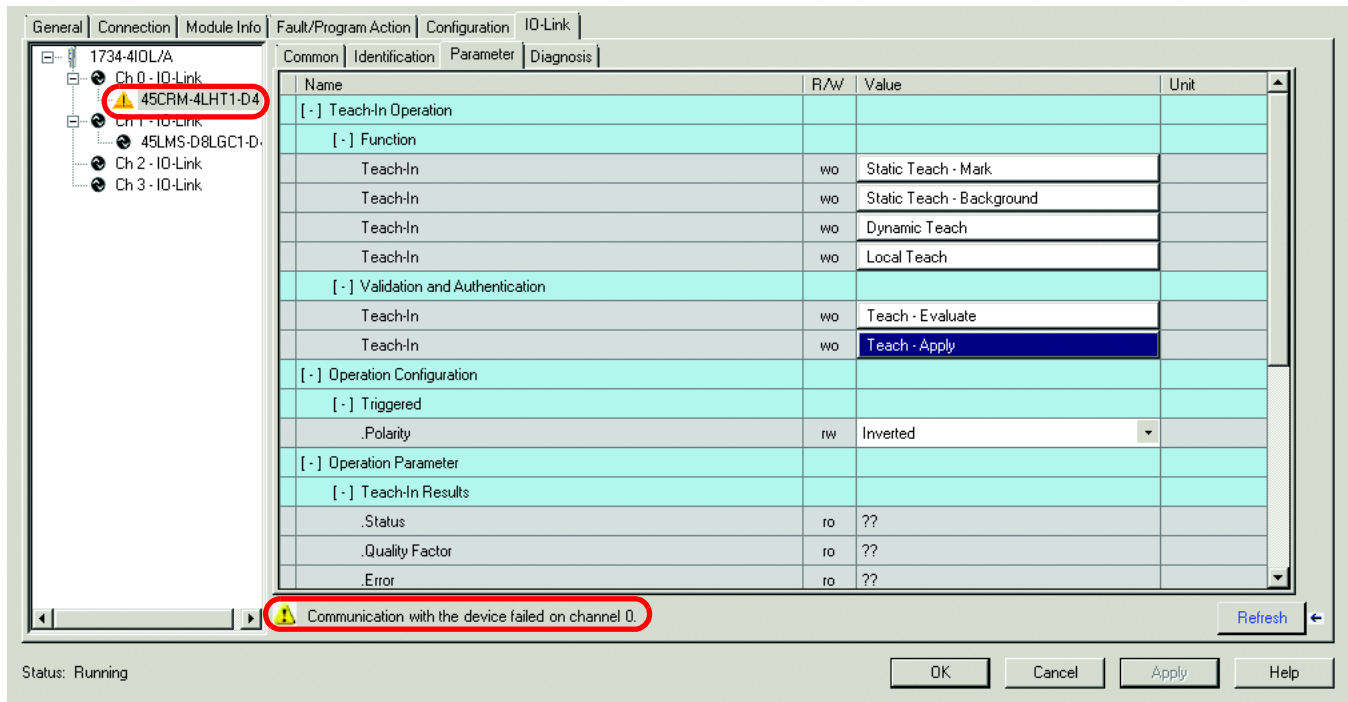 General Connection Module Info Fault/Program Action Configuration IO-Link
1734-4IOL/A
Ch 0 - IO-Link
45CRM-4LHT1-D4
Ch 1 - IO-Link
45LMS-D8LGC1-D
Ch 2 - IO-Link
Ch 3 - IO-Link
Common Identification Parameter Diagnosis
Name R/W Value Unit
[-] Teach-In Operation
[-] Function
Teach-In wo Static Teach - Mark
Teach-In wo Static Teach - Background
Teach-In wo Dynamic Teach
Teach-In wo Local Teach
[-] Validation and Authentication
Teach-In wo Teach - Evaluate
Teach-In wo Teach - Apply
[-] Operation Configuration
[-] Triggered
.Polarity rw Inverted
[-] Operation Parameter
[-] Teach-In Results
.Status ro ??
.Quality Factor ro ??
.Error ro ??
Communication with the device failed on channel 0.
Refresh
Status: Running
OK Cancel Apply Help